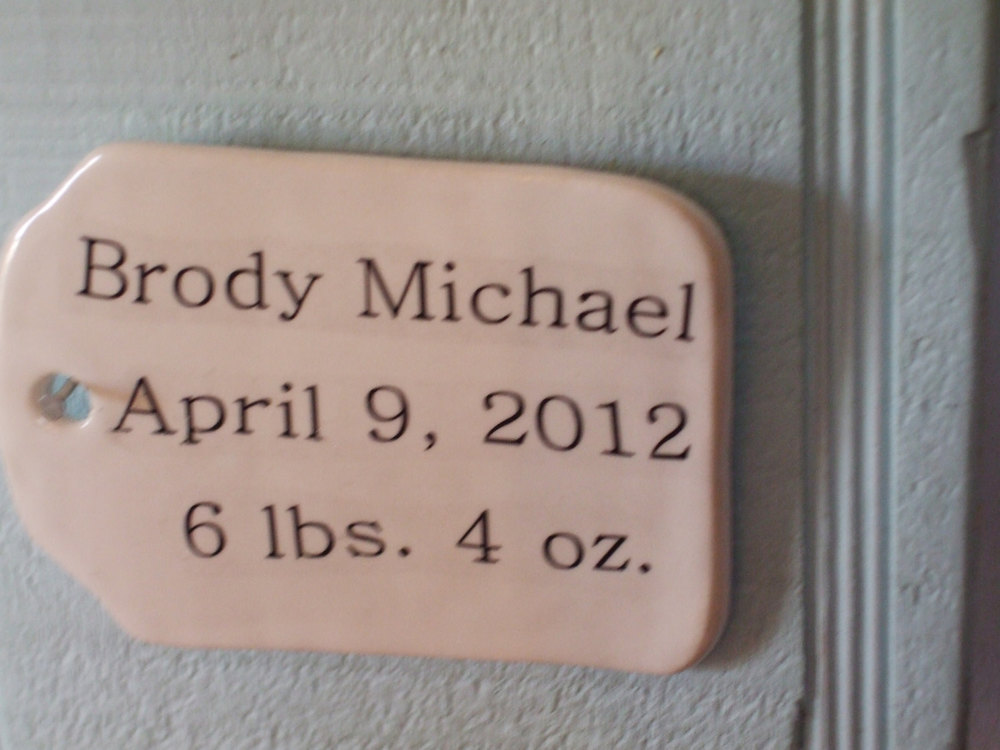 Brody Michael
April 9, 2012
6 lbs. 4 oz.